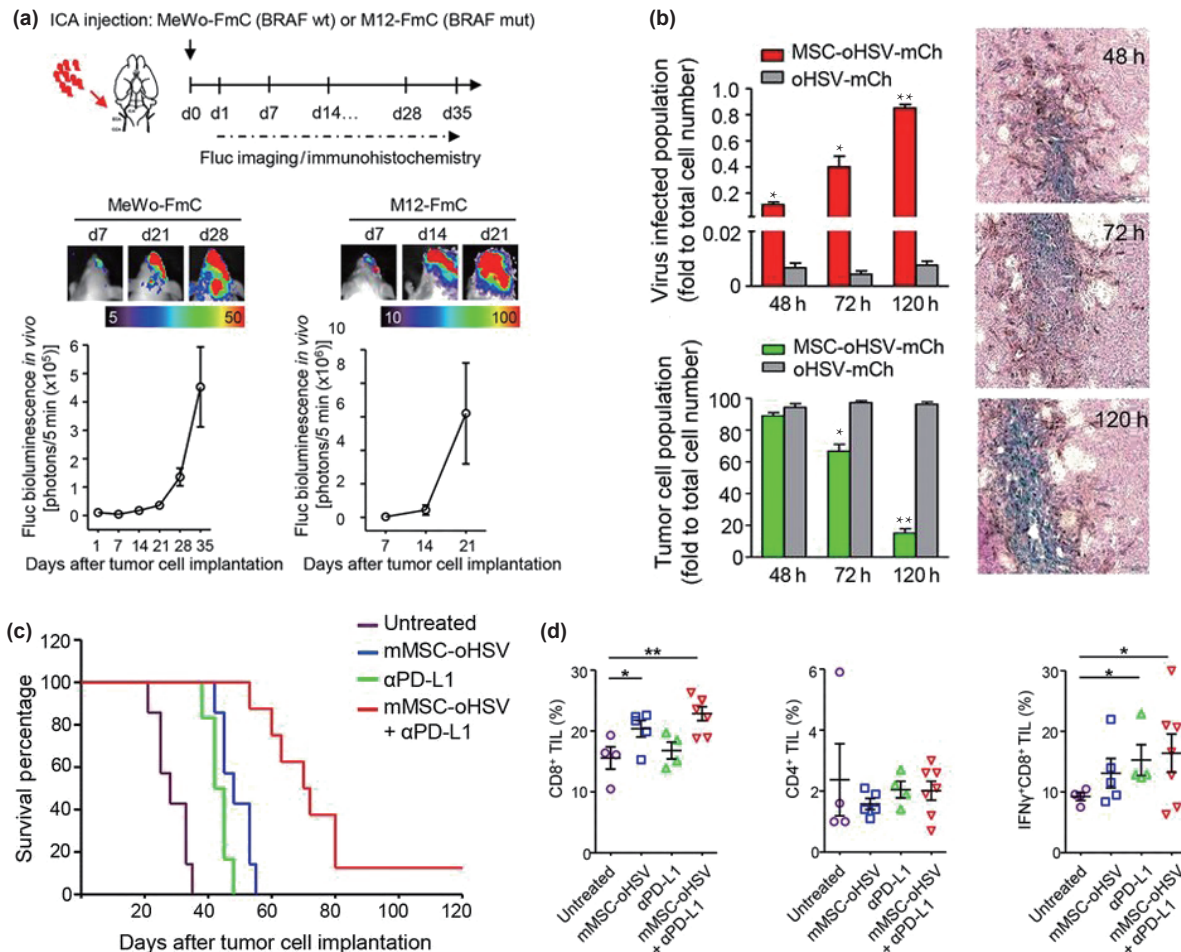 (a)
ICA injection: MeWo-FmC (BRAF wt) or M12-FmC (BRAF mut)
d0 d1 d7 d14... d28 d35
Fluc imaging/immunohistochemistry
MeWo-FmC
d7 d21 d28
5 50
Fluc bioluminescence in vivo
[photons/5 min (x10⁵)]
6
5
4
3
2
1
0
1 7 14 21 28 35
Days after tumor cell implantation
M12-FmC
d7 d14 d21
10 100
Fluc bioluminescence in vivo
[photons/5 min (x10⁶)]
10
8
6
4
2
0
7 14 21
Days after tumor cell implantation
(b)
MSC-oHSV-mCh
oHSV-mCh
Virus infected population
(fold to total cell number)
1.0
0.8
0.6
0.4
0.2
0.02
0
* * **
48 h 72 h 120 h
MSC-oHSV-mCh
oHSV-mCh
Tumor cell population
(fold to total cell number)
100
80
60
40
20
0
* **
48 h 72 h 120 h
48 h
72 h
120 h
(c)
Untreated
mMSC-oHSV
αPD-L1
mMSC-oHSV
+ αPD-L1
Survival percentage
120
100
80
60
40
20
0
20 40 60 80 100 120
Days after tumor cell implantation
(d)
CD8⁺ TIL (%)
30
20
10
0
**
*
Untreated
mMSC-oHSV
αPD-L1
mMSC-oHSV
+ αPD-L1
CD4⁺ TIL (%)
6
4
2
0
Untreated
mMSC-oHSV
αPD-L1
mMSC-oHSV
+ αPD-L1
IFNγ⁺CD8⁺ TIL (%)
30
20
10
0
*
*
Untreated
mMSC-oHSV
αPD-L1
mMSC-oHSV
+ αPD-L1